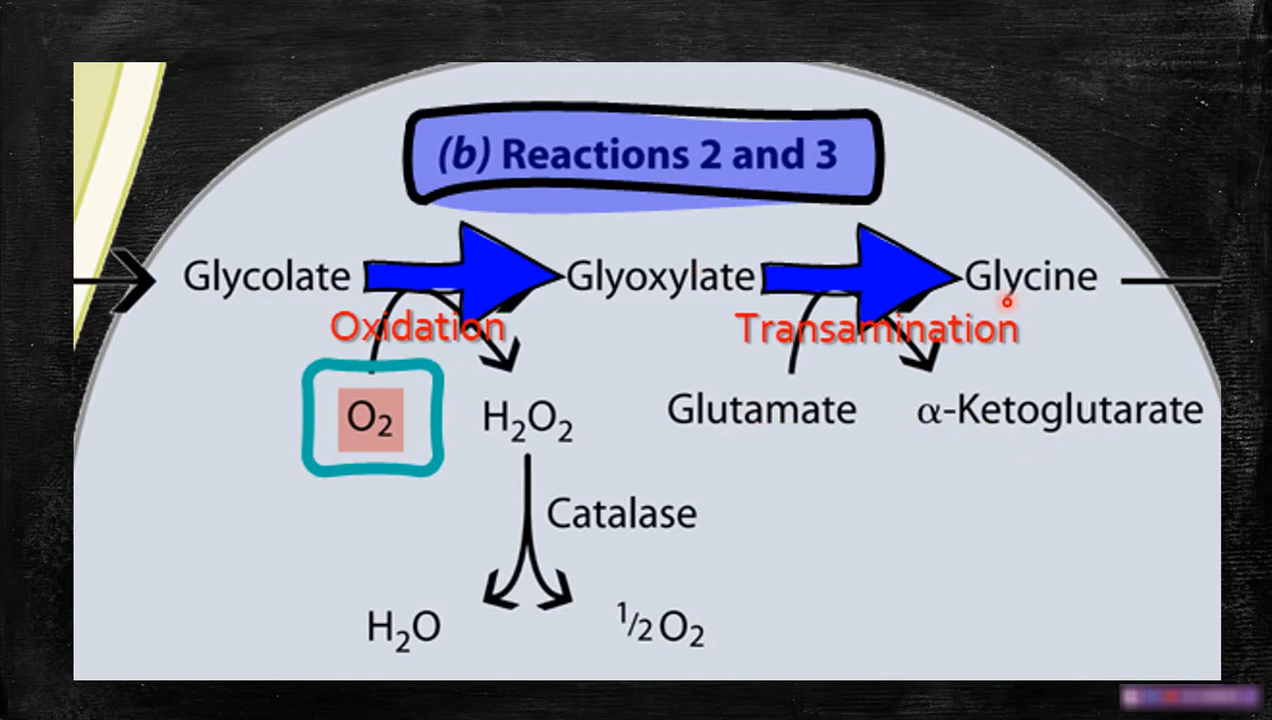 (b) Reactions 2 and 3
Glycolate Glyoxylate Glycine
Oxidation Transamination
O₂ H₂O₂ Glutamate α-Ketoglutarate
Catalase
H₂O ¹/₂ O₂